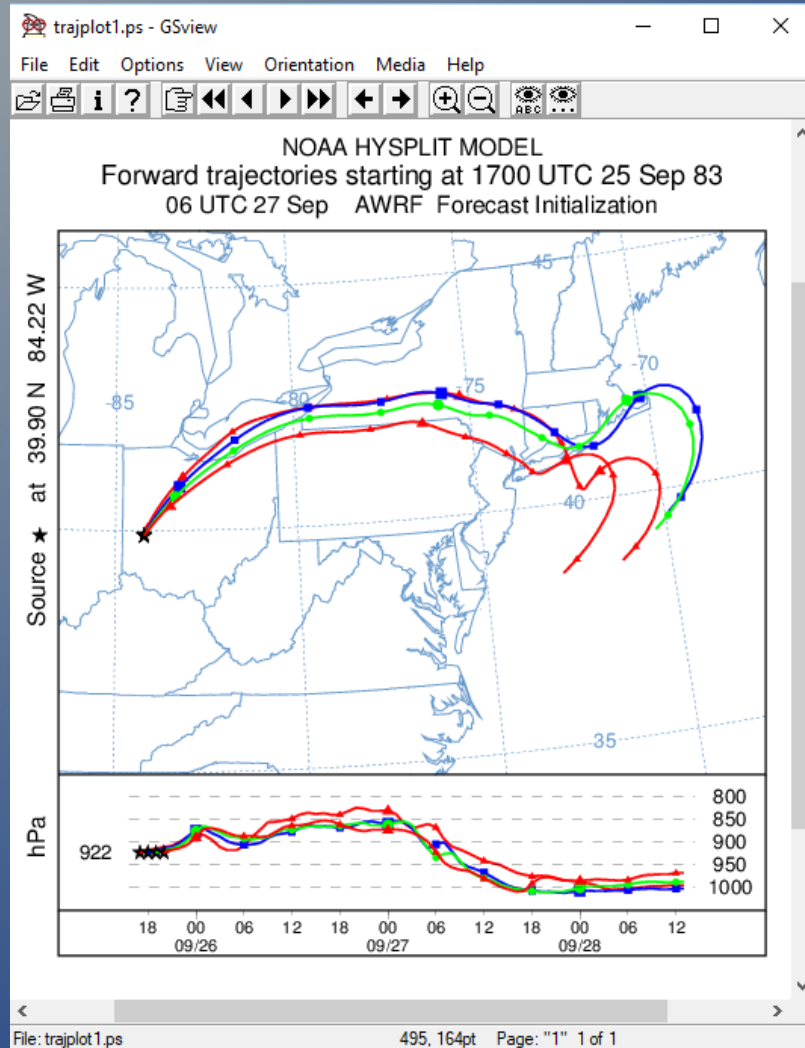 trajplot1.ps - GSview
File Edit Options View Orientation Media Help
ABC
NOAA HYSPLIT MODEL
Forward trajectories starting at 1700 UTC 25 Sep 83
06 UTC 27 Sep AWRF Forecast Initialization
Source ★ at 39.90 N 84.22 W
45
-70
-75
-80
-85
40
35
hPa
922
800
850
900
950
1000
18 00 06 12 18 00 06 12 18 00 06 12
09/26 09/27 09/28
File: trajplot1.ps 495, 164pt Page: "1" 1 of 1